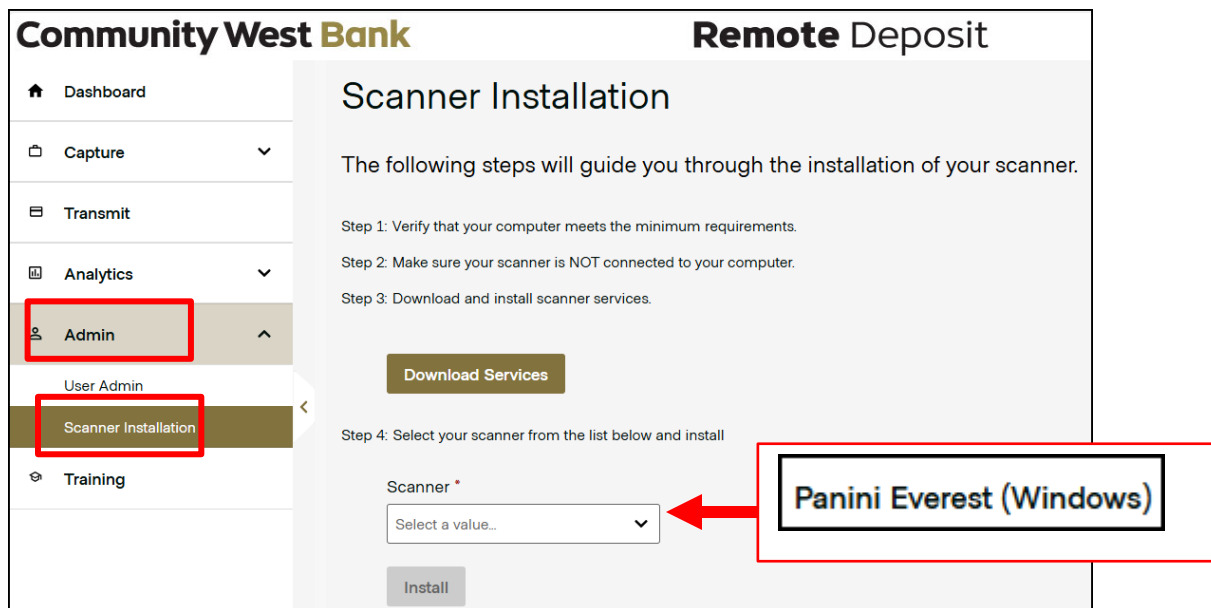 Community West Bank
Remote Deposit
Dashboard
Capture
Transmit
Analytics
Admin
User Admin
Scanner Installation
Training
Scanner Installation
The following steps will guide you through the installation of your scanner.
Step 1: Verify that your computer meets the minimum requirements.
Step 2: Make sure your scanner is NOT connected to your computer.
Step 3: Download and install scanner services.
Download Services
Step 4: Select your scanner from the list below and install
Scanner *
Select a value...
Panini Everest (Windows)
Install